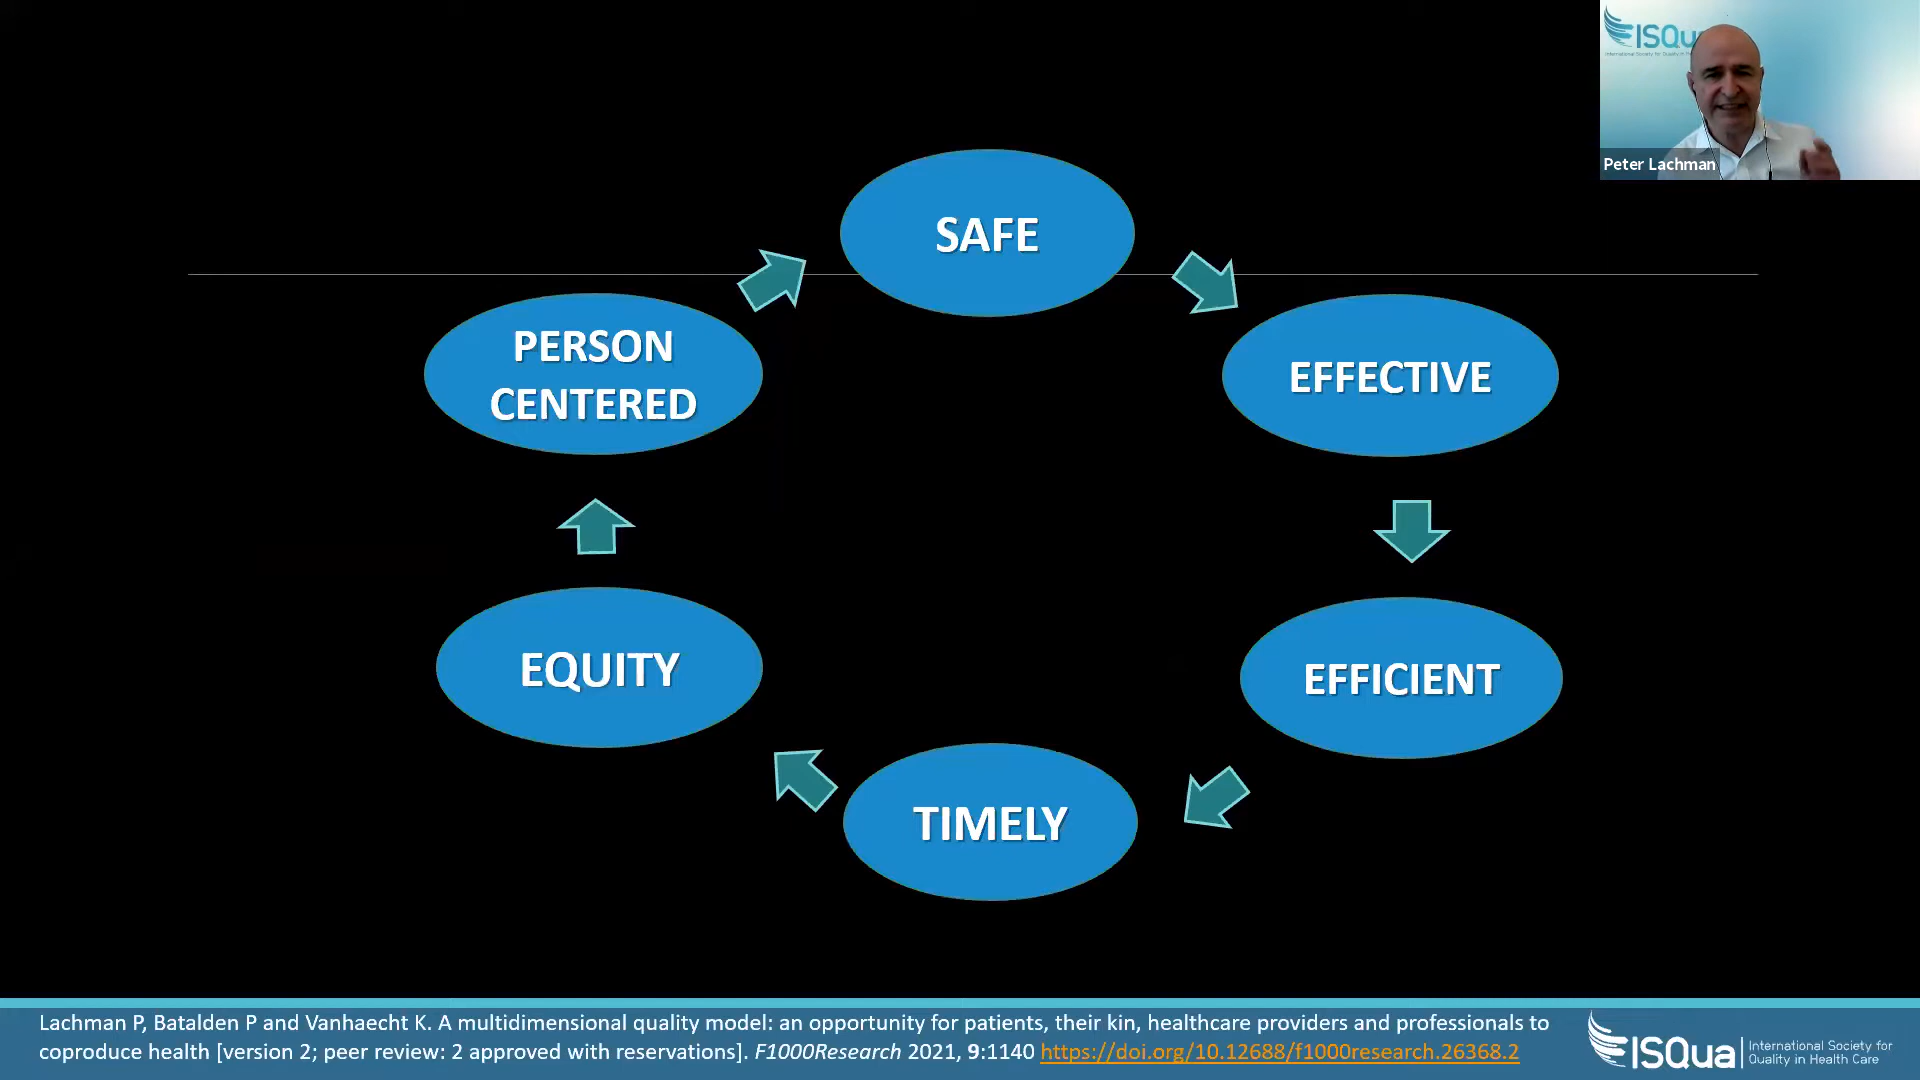 ISQu
Peter Lachman
SAFE
PERSON
CENTERED
EFFECTIVE
EQUITY
EFFICIENT
TIMELY
Lachman P, Batalden P and Vanhaecht K. A multidimensional quality model: an opportunity for patients, their kin, healthcare providers and professionals to
coproduce health [version 2; peer review: 2 approved with reservations]. F1000Research 2021, 9:1140 https://doi.org/10.12688/f1000research.26368.2
ISQua
International Society for
Quality in Health Care